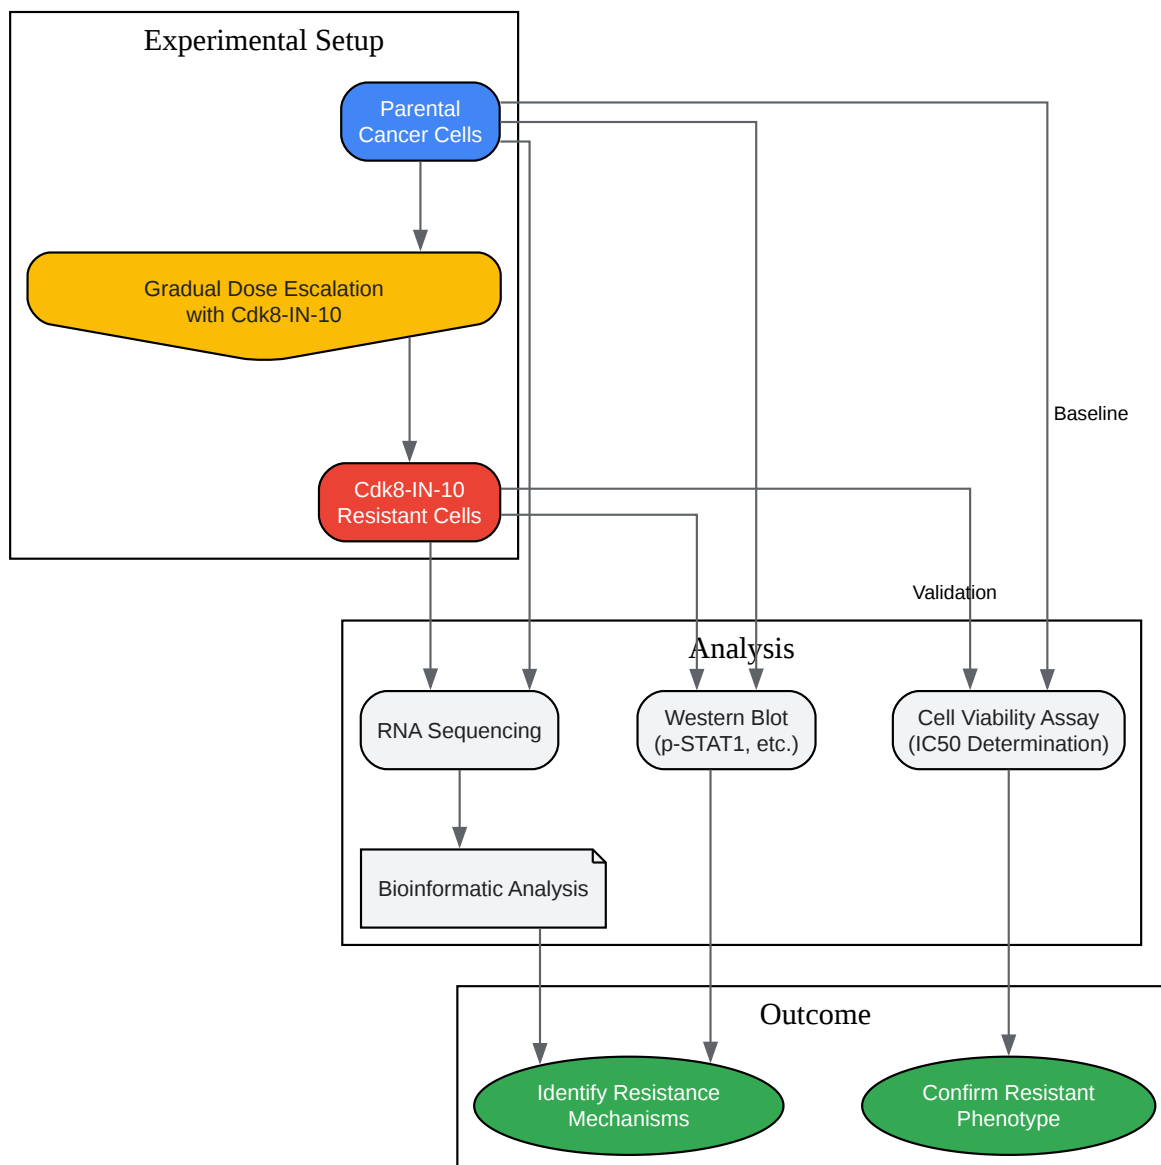 Experimental Setup
Parental
Cancer Cells
Gradual Dose Escalation
with Cdk8-IN-10
Baseline
Cdk8-IN-10
Resistant Cells
Validation
Analysis
RNA Sequencing
Western Blot
(p-STAT1, etc.)
Cell Viability Assay
(IC50 Determination)
Bioinformatic Analysis
Outcome
Identify Resistance
Mechanisms
Confirm Resistant
Phenotype